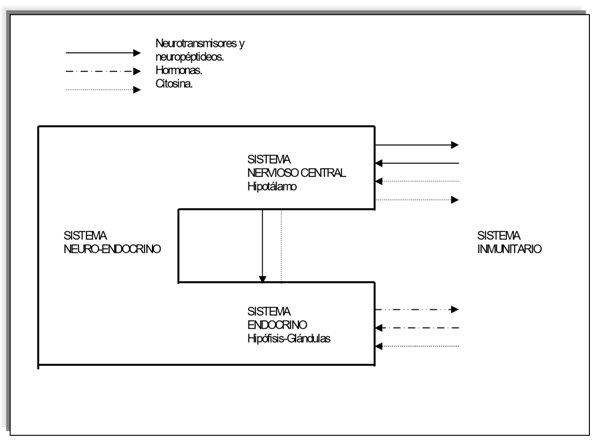 Neurotransmisores y
neuropéptideos.
Hormonas.
Citosina.
SISTEMA
NERVIOSO CENTRAL
Hipotálamo
SISTEMA
NEURO-ENDOCRINO
SISTEMA
INMUNITARIO
SISTEMA
ENDOCRINO
Hipófisis-Glándulas